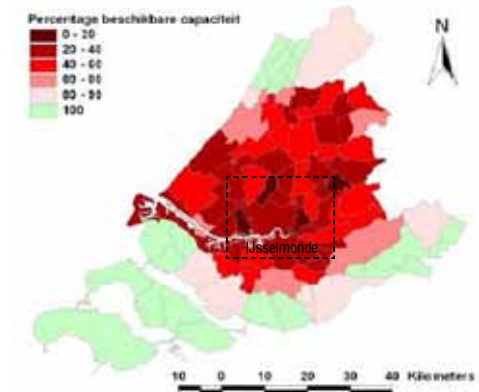 Percentage beschikbare capaciteit
0 - 20
20 - 40
40 - 60
60 - 80
80 - 90
100
N
IJsselmonde
10 0 10 20 30 40 Kilometers